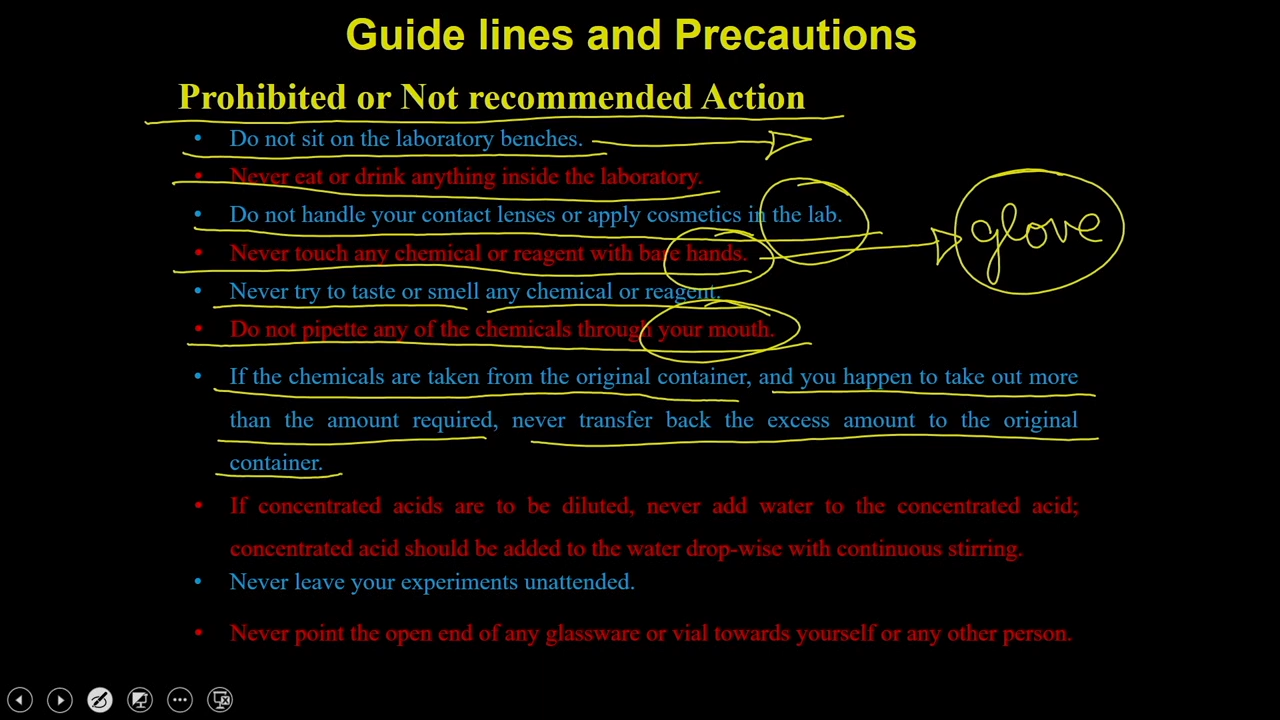 Guide lines and Precautions
Prohibited or Not recommended Action
• Do not sit on the laboratory benches.
• Never eat or drink anything inside the laboratory.
• Do not handle your contact lenses or apply cosmetics in the lab.
• Never touch any chemical or reagent with bare hands.
glove
• Never try to taste or smell any chemical or reagent.
• Do not pipette any of the chemicals through your mouth.
• If the chemicals are taken from the original container, and you happen to take out more
than the amount required, never transfer back the excess amount to the original
container.
• If concentrated acids are to be diluted, never add water to the concentrated acid;
concentrated acid should be added to the water drop-wise with continuous stirring.
• Never leave your experiments unattended.
• Never point the open end of any glassware or vial towards yourself or any other person.